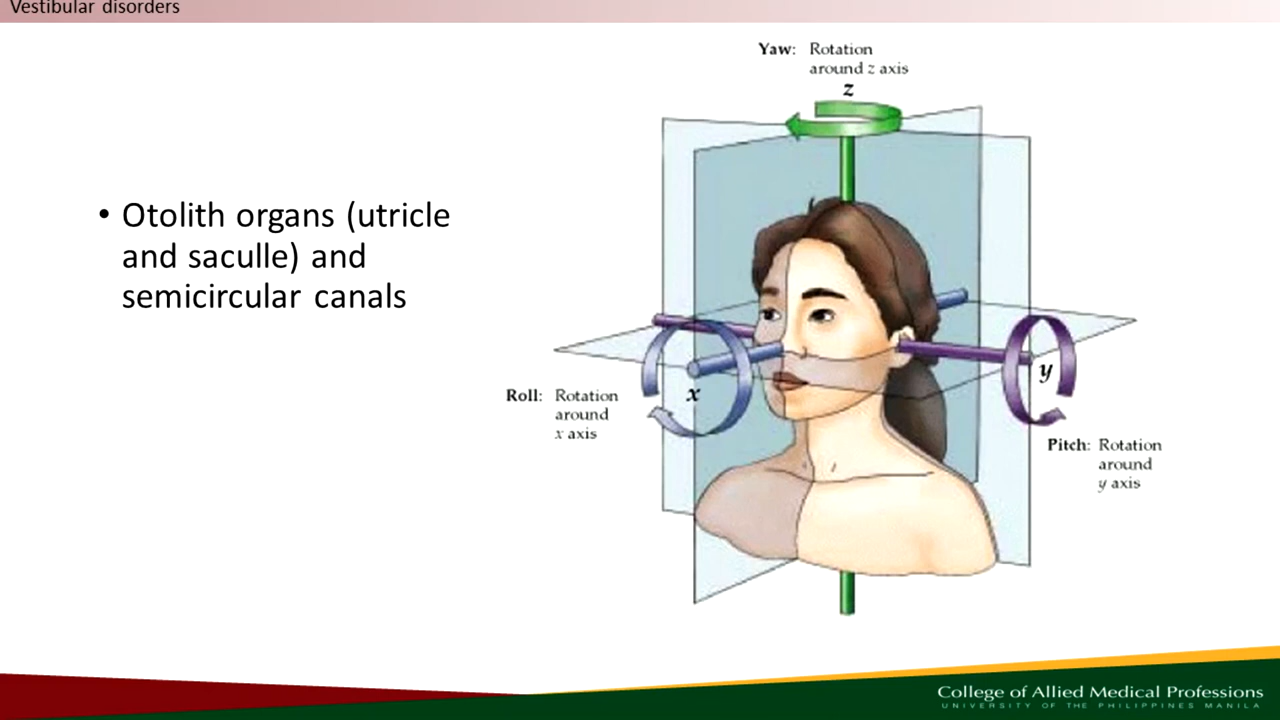 Vestibular disorders
• Otolith organs (utricle
and saculle) and
semicircular canals
Yaw: Rotation
around z axis
z
Roll: Rotation
around
x axis
x
y
Pitch: Rotation
around
y axis
College of Allied Medical Professions
UNIVERSITY OF THE PHILIPPINES MANILA